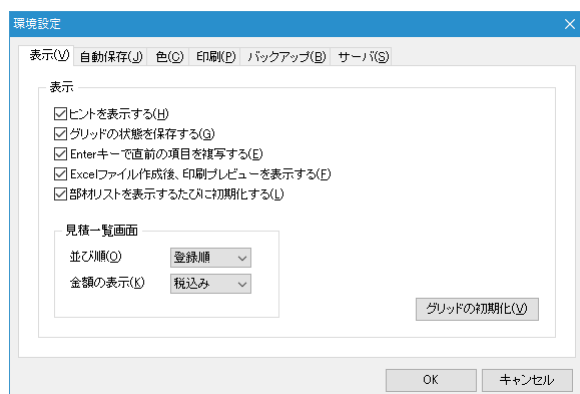 環境設定
表示(V) 自動保存(J) 色(C) 印刷(P) バックアップ(B) サーバ(S)
表示
ヒントを表示する(H)
グリッドの状態を保存する(G)
Enterキーで直前の項目を複写する(E)
Excelファイル作成後、印刷プレビューを表示する(F)
部材リストを表示するたびに初期化する(L)
見積一覧画面
並び順(O) 登録順
金額の表示(K) 税込み
グリッドの初期化(V)
OK キャンセル